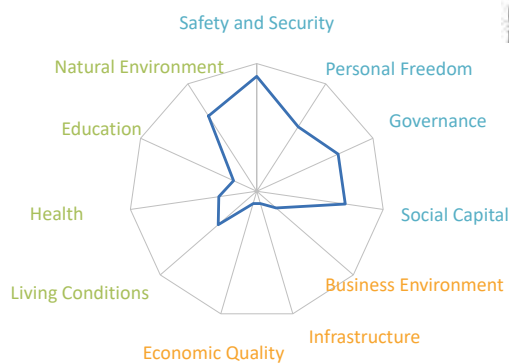 Safety and Security
Natural Environment
Personal Freedom
Education
Governance
Health
Social Capital
Living Conditions
Business Environment
Infrastructure
Economic Quality